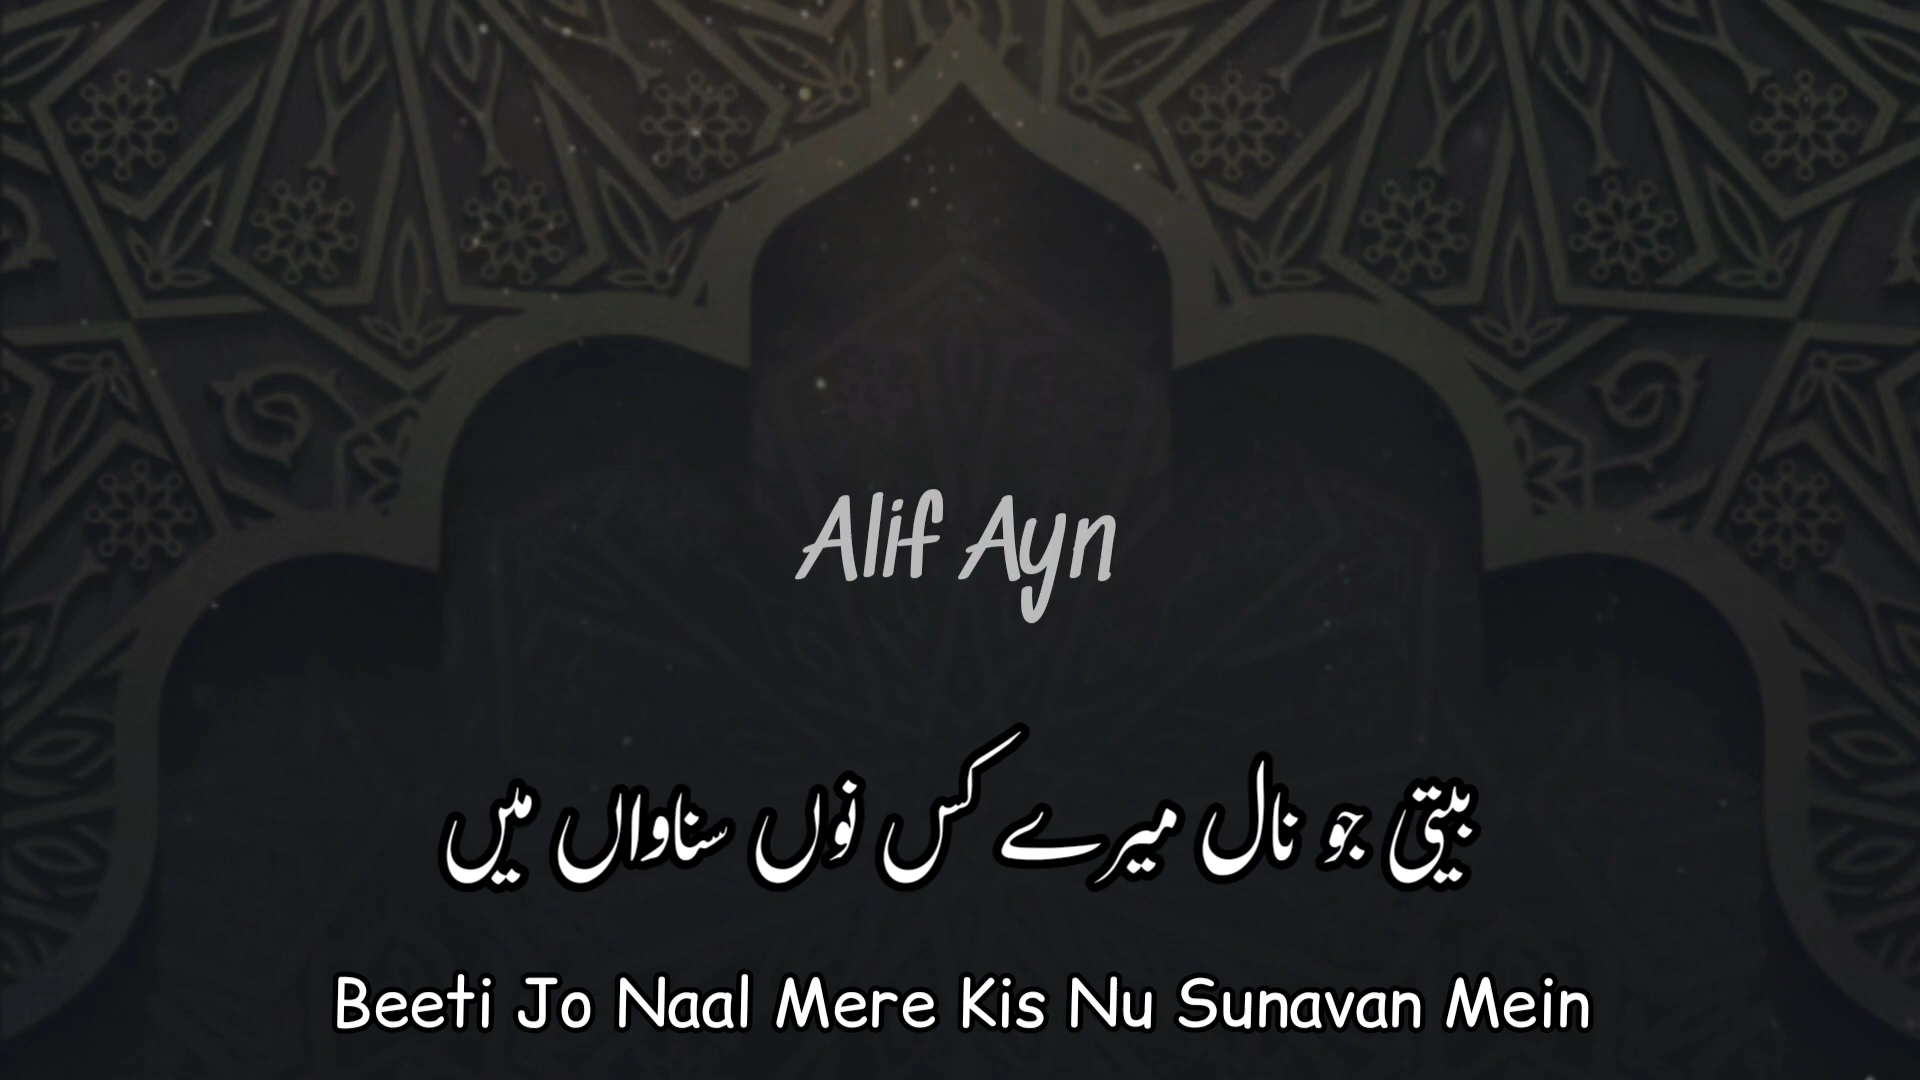 Alif Ayn
بیتی جو نال میرے کس نوں سناواں میں
Beeti Jo Naal Mere Kis Nu Sunavan Mein